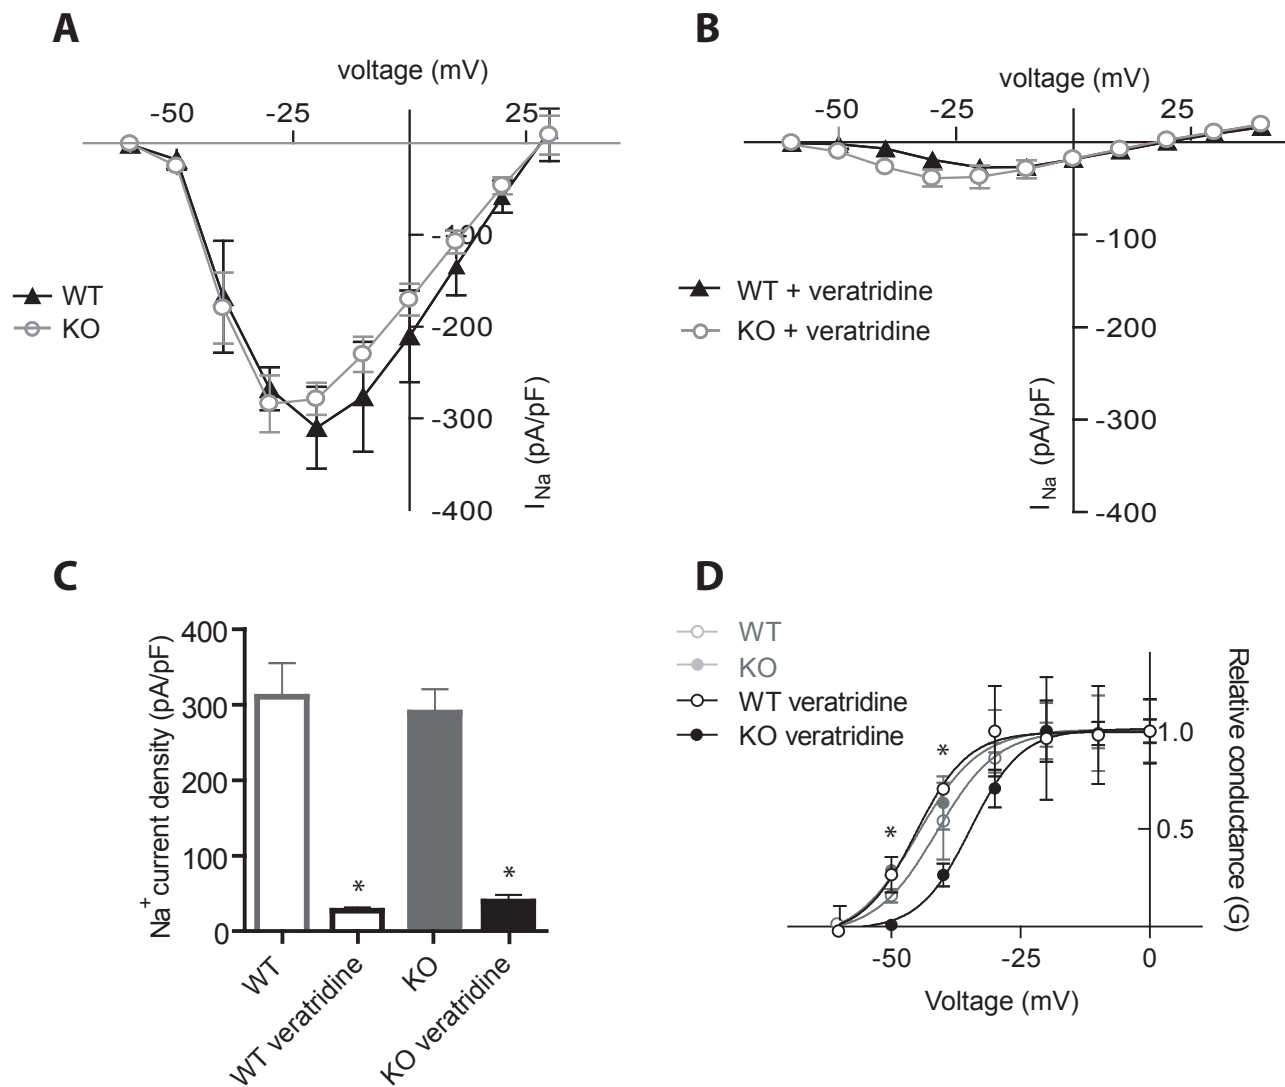 A
voltage (mV)
-50
-25
25
-100
-200
-300
-400
I Na (pA/pF)
WT
KO
B
voltage (mV)
-50
-25
25
-100
-200
-300
-400
I Na (pA/pF)
WT + veratridine
KO + veratridine
C
Na+ current density (pA/pF)
400
300
200
100
0
*
*
WT
WT veratridine
KO
KO veratridine
D
WT
KO
WT veratridine
KO veratridine
*
*
1.0
0.5
Relative conductance (G)
-50
-25
0
Voltage (mV)